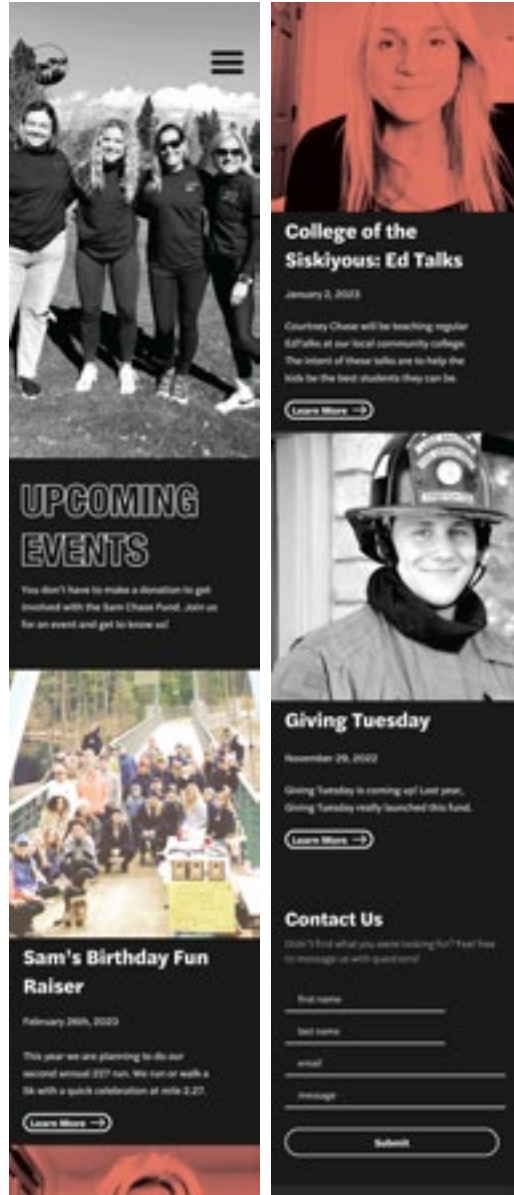 UPCOMING
EVENTS
You don't have to make a donation to get
involved with the Sam Chase Fund. Join us
for an event and get to know us!
Sam's Birthday Fun
Raiser
February 26th, 2023
This year we are planning to do our
second annual 227 run. We run or walk a
5k with a quick celebration at mile 2.27.
Learn More
College of the
Siskiyous: Ed Talks
January 2, 2023
Courtney Chase will be teaching regular
EdTalks at our local community college.
The intent of these talks are to help the
kids be the best students they can be.
Learn More
Giving Tuesday
November 29, 2022
Giving Tuesday is coming up! Last year,
Giving Tuesday really launched this fund.
Learn More
Contact Us
Didn't find what you were looking for? Feel free
to message us with questions!
first name
last name
email
message
Submit